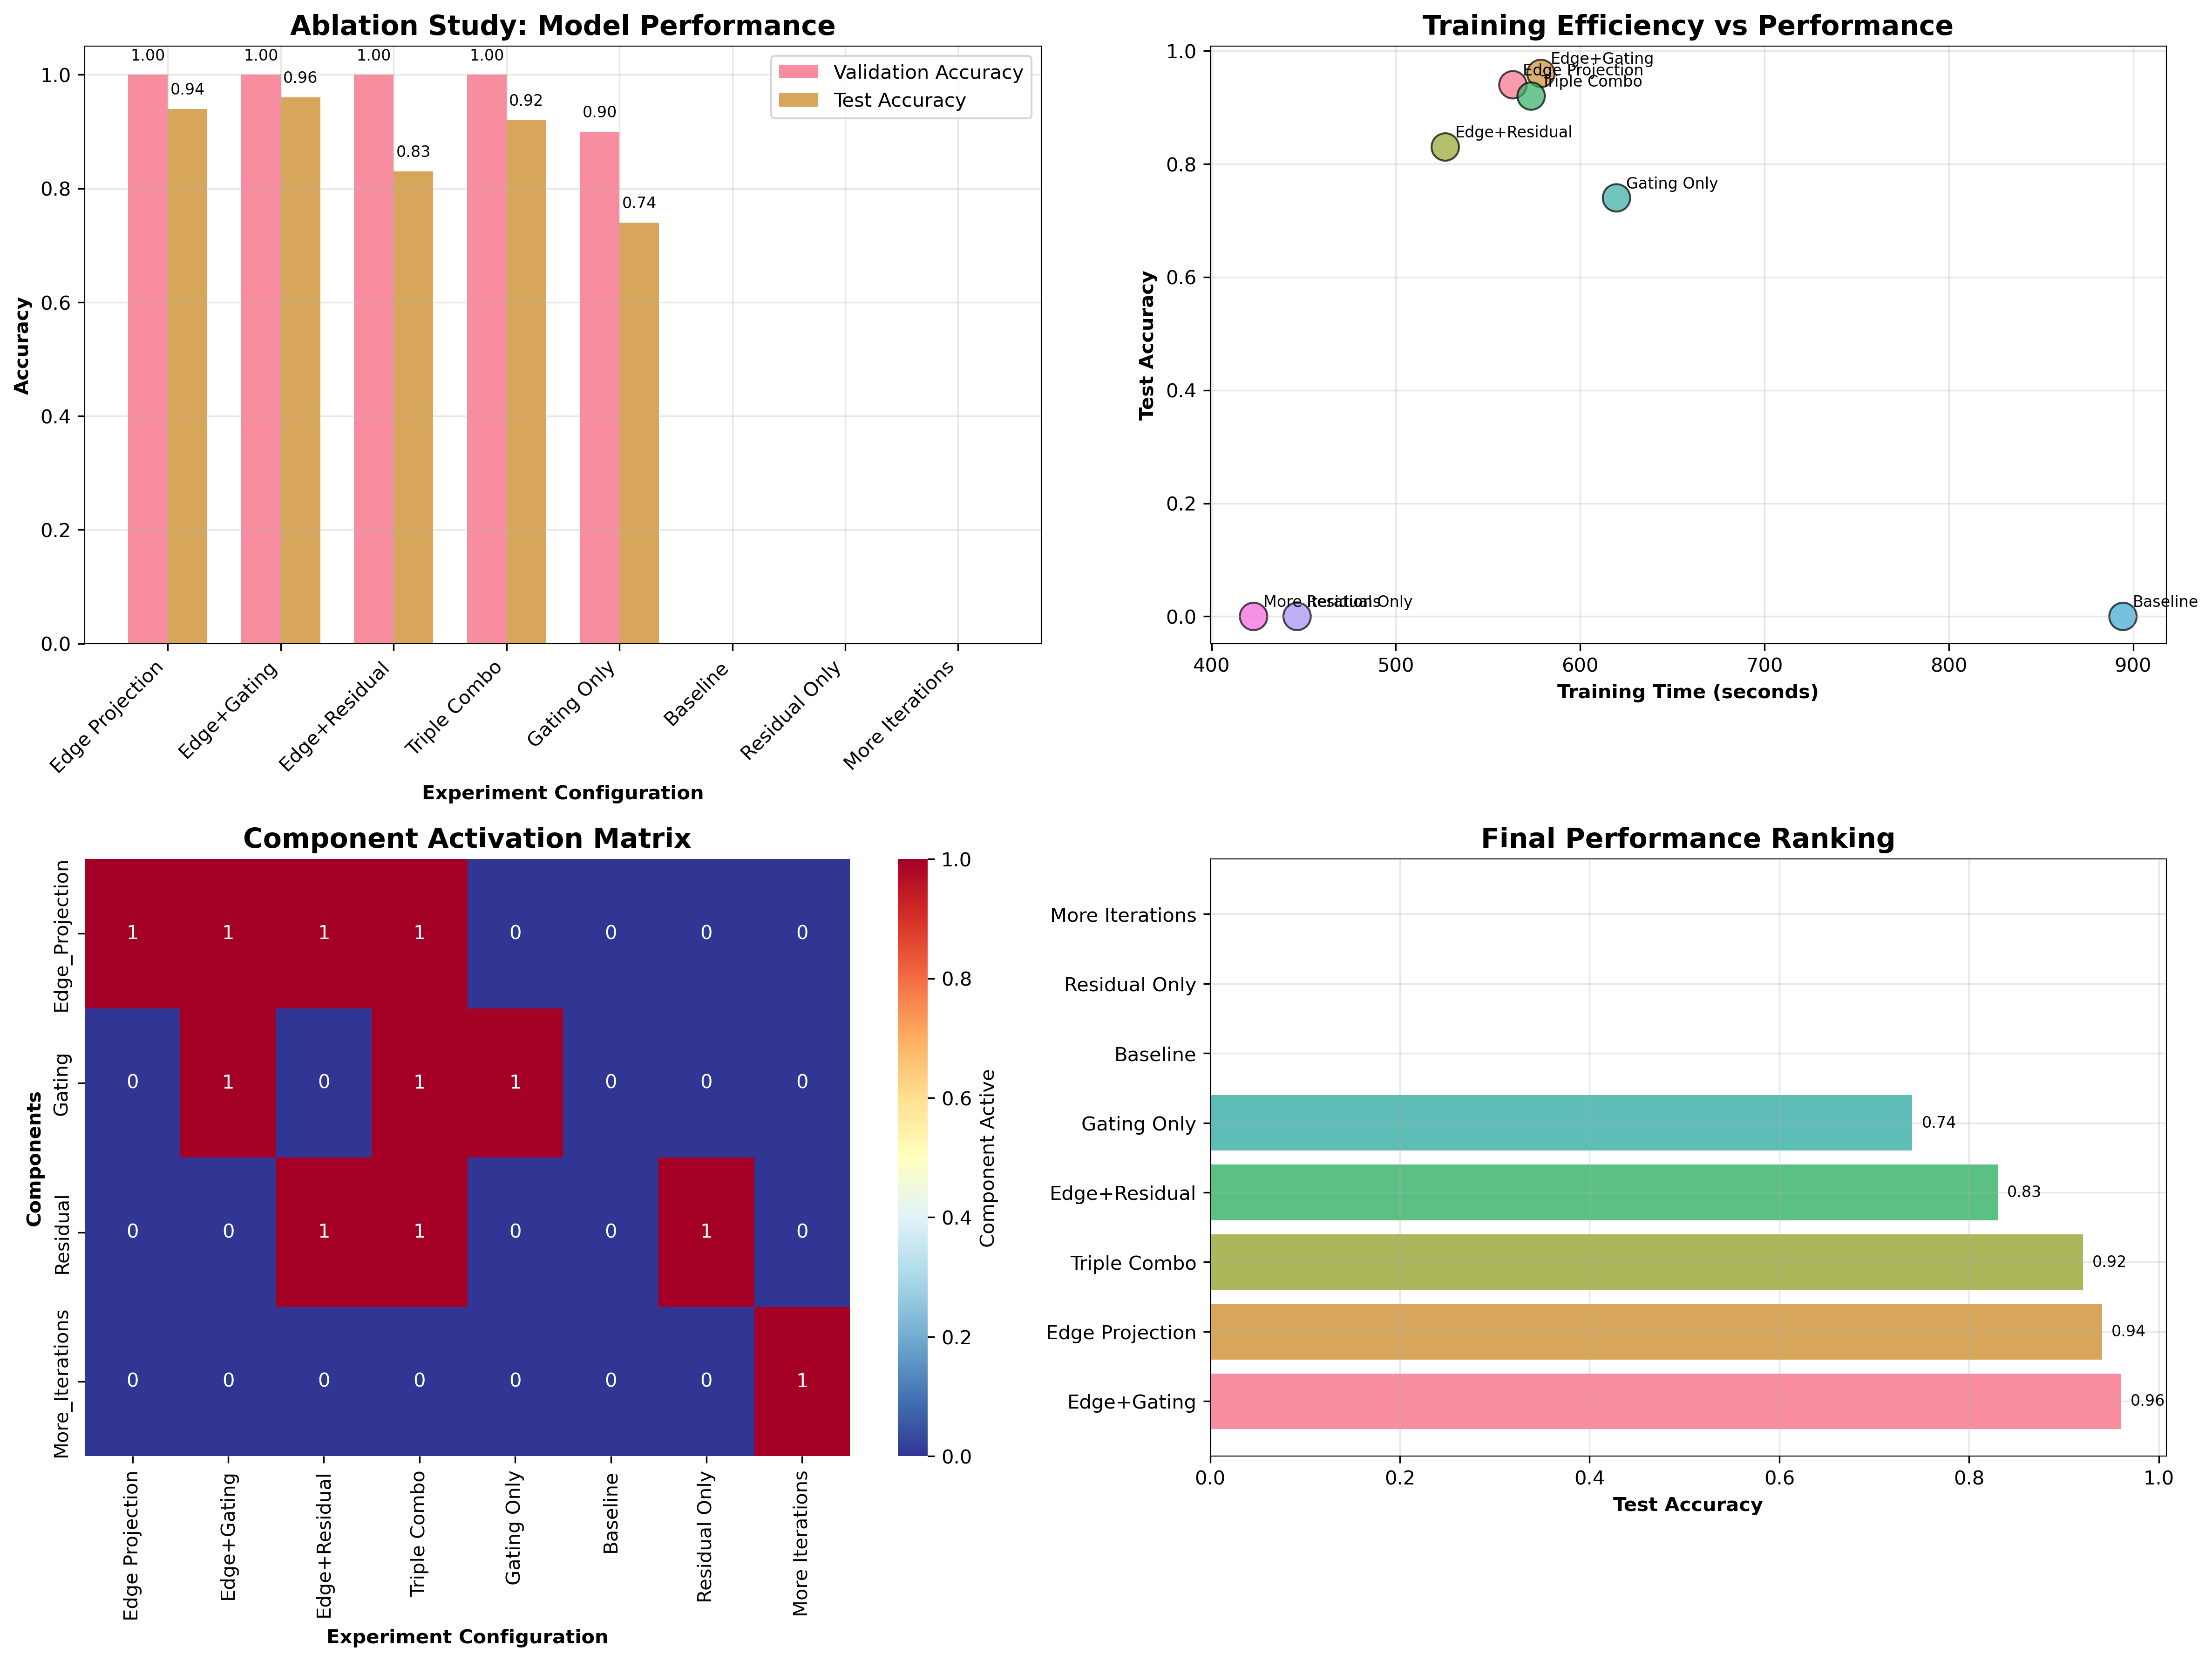 Ablation Study: Model Performance
Accuracy
1.0
0.8
0.6
0.4
0.2
0.0
1.00
0.94
1.00
0.96
1.00
0.83
1.00
0.92
0.90
0.74
Validation Accuracy
Test Accuracy
Edge Projection
Edge+Gating
Edge+Residual
Triple Combo
Gating Only
Baseline
Residual Only
More Iterations
Experiment Configuration
Training Efficiency vs Performance
Test Accuracy
1.0
0.8
0.6
0.4
0.2
0.0
Edge+Gating
Edge Projection
Triple Combo
Edge+Residual
Gating Only
More Iterations
Residual Only
Baseline
400 500 600 700 800 900
Training Time (seconds)
Component Activation Matrix
Components
Edge_Projection
Gating
Residual
More_Iterations
1 1 1 1 0 0 0 0
0 1 0 1 1 0 0 0
0 0 1 1 0 0 1 0
0 0 0 0 0 0 0 1
Edge Projection
Edge+Gating
Edge+Residual
Triple Combo
Gating Only
Baseline
Residual Only
More Iterations
Experiment Configuration
1.0
0.8
0.6
0.4
0.2
0.0
Component Active
Final Performance Ranking
More Iterations
Residual Only
Baseline
Gating Only 0.74
Edge+Residual 0.83
Triple Combo 0.92
Edge Projection 0.94
Edge+Gating 0.96
0.0 0.2 0.4 0.6 0.8 1.0
Test Accuracy